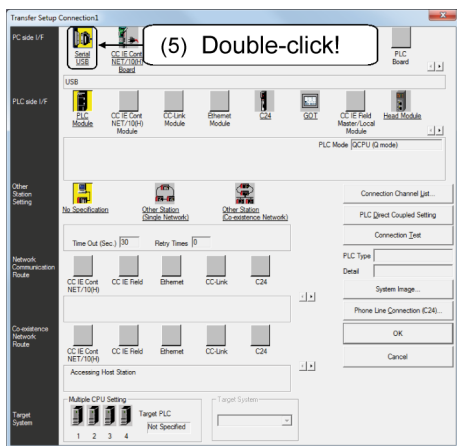 Transfer Setup Connection1
(5) Double-click!
PC side I/F
Serial
USB
CC IE Cont
NET/10(H)
Board
PLC
Board
USB
PLC side I/F
PLC
Module
CC IE Cont
NET/10(H)
Module
CC-Link
Module
Ethernet
Module
C24
GOT
CC IE Field
Master/Local
Module
Head Module
PLC Mode QCPU (Q mode)
Other
Station
Setting
No Specification
Other Station
(Single Network)
Other Station
(Co-existence Network)
Time Out (Sec.) 30 Retry Times 0
Connection Channel List...
PLC Direct Coupled Setting
Connection Test
PLC Type
Detail
System Image...
Phone Line Connection (C24)...
OK
Cancel
Network
Communication
Route
CC IE Cont
NET/10(H)
CC IE Field
Ethernet
CC-Link
C24
Co-existence
Network
Route
CC IE Cont
NET/10(H)
CC IE Field
Ethernet
CC-Link
C24
Accessing Host Station
Target
System
Multiple CPU Setting
1 2 3 4
Target PLC
Not Specified
Target System